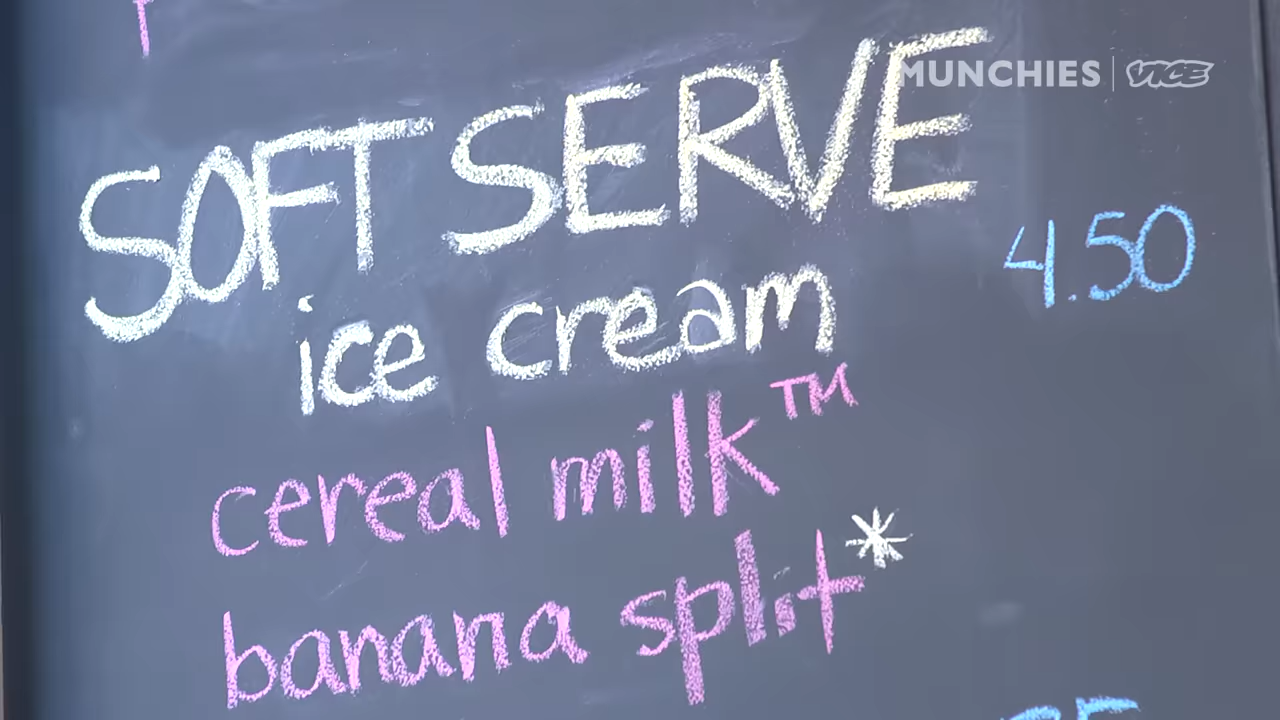 MUNCHIES | VICE
SOFT SERVE
4.50
ice cream
cereal milk™
banana split*